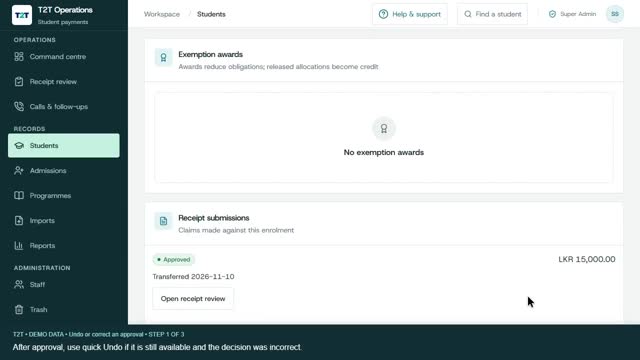 T2T
T2T Operations
Student payments
Workspace / Students
Help & support
Find a student
Super Admin
SS
OPERATIONS
Command centre
Receipt review
Calls & follow-ups
RECORDS
Students
Admissions
Programmes
Imports
Reports
ADMINISTRATION
Staff
Trash
Exemption awards
Awards reduce obligations; released allocations become credit
No exemption awards
Receipt submissions
Claims made against this enrolment
Approved
LKR 15,000.00
Transferred 2026-11-10
Open receipt review
T2T • DEMO DATA • Undo or correct an approval • STEP 1 OF 3
After approval, use quick Undo if it is still available and the decision was incorrect.